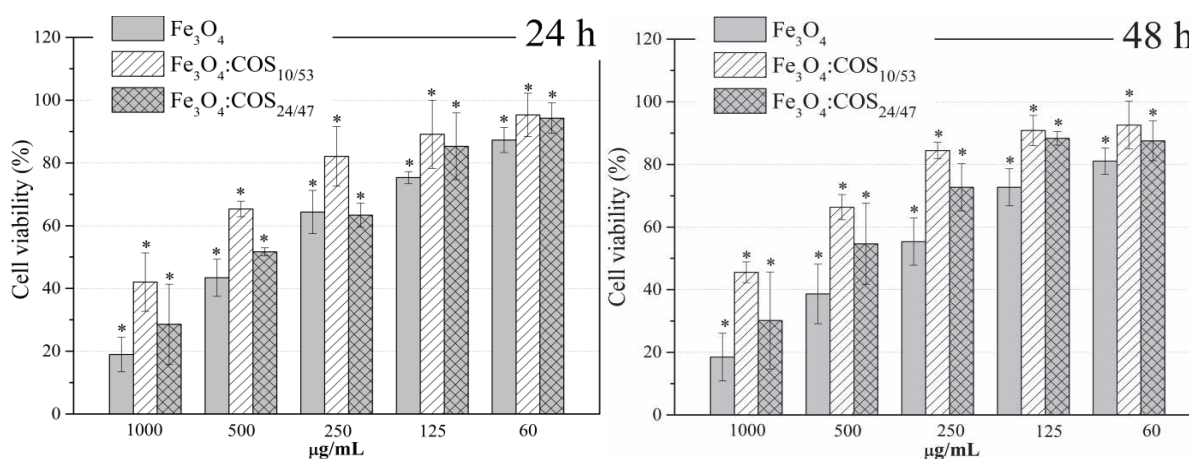 Fe₃O₄
Fe₃O₄:COS₁₀/₅₃
Fe₃O₄:COS₂₄/₄₇
24 h
Cell viability (%)
120
100
80
60
40
20
0
* * *
* * *
* * *
* * *
* * *
1000 500 250 125 60
µg/mL
Fe₃O₄
Fe₃O₄:COS₁₀/₅₃
Fe₃O₄:COS₂₄/₄₇
48 h
Cell viability (%)
120
100
80
60
40
20
0
* * *
* * *
* * *
* * *
* * *
1000 500 250 125 60
µg/mL